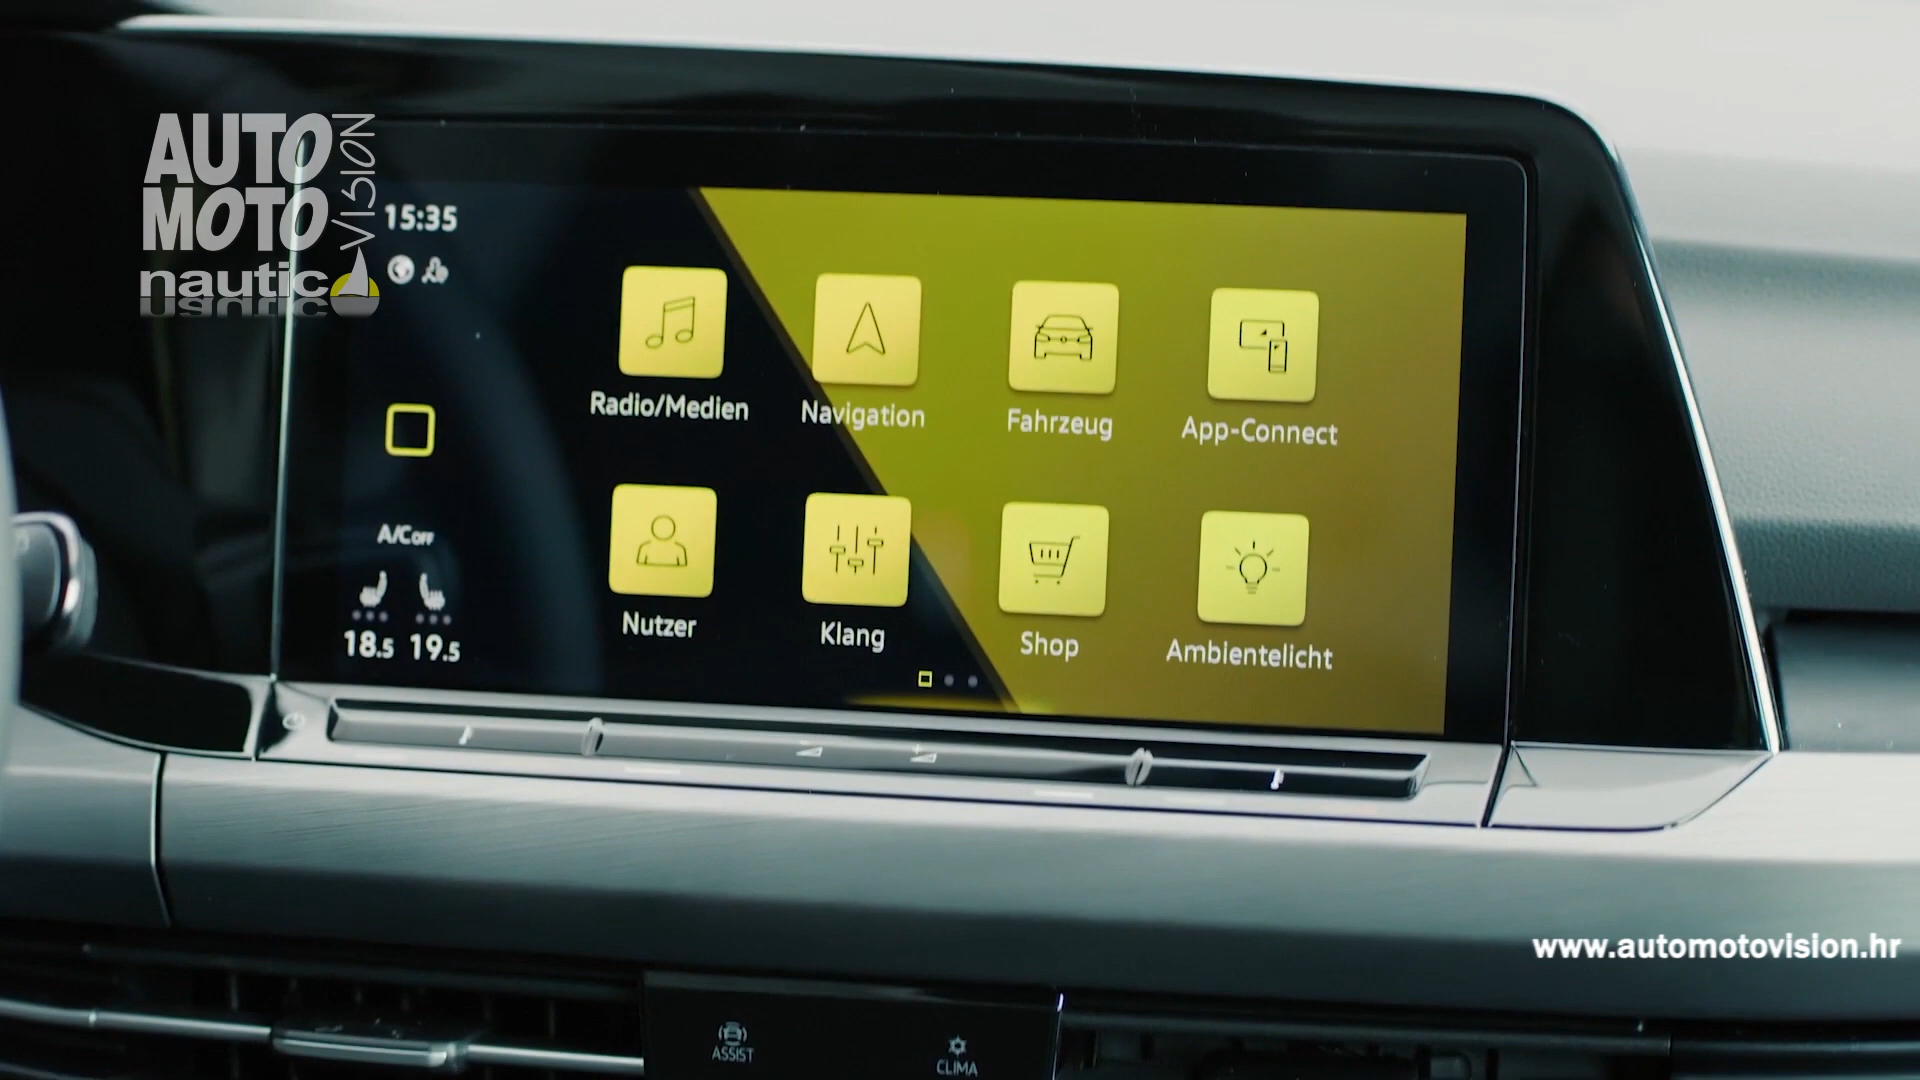 AUTO
MOTO
VISION
nautic
15:35
Radio/Medien
Navigation
Fahrzeug
App-Connect
A/C OFF
18.5 19.5
Nutzer
Klang
Shop
Ambientelicht
www.automotovision.hr
ASSIST
CLIMA